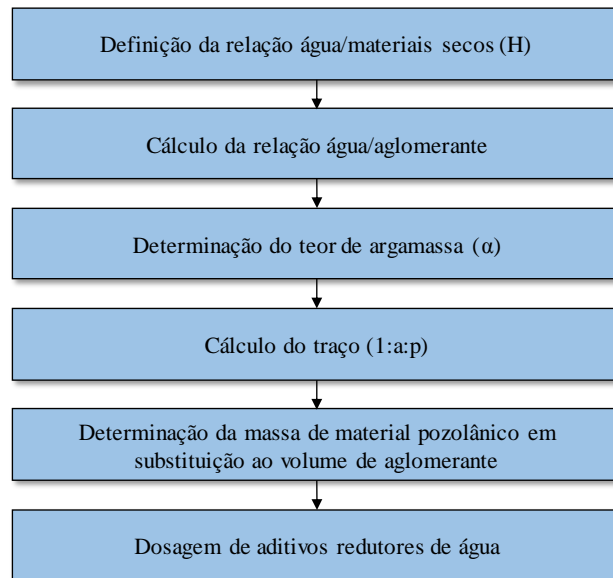 Definição da relação água/materiais secos (H)
Cálculo da relação água/aglomerante
Determinação do teor de argamassa (α)
Cálculo do traço (1:a:p)
Determinação da massa de material pozolânico em
substituição ao volume de aglomerante
Dosagem de aditivos redutores de água